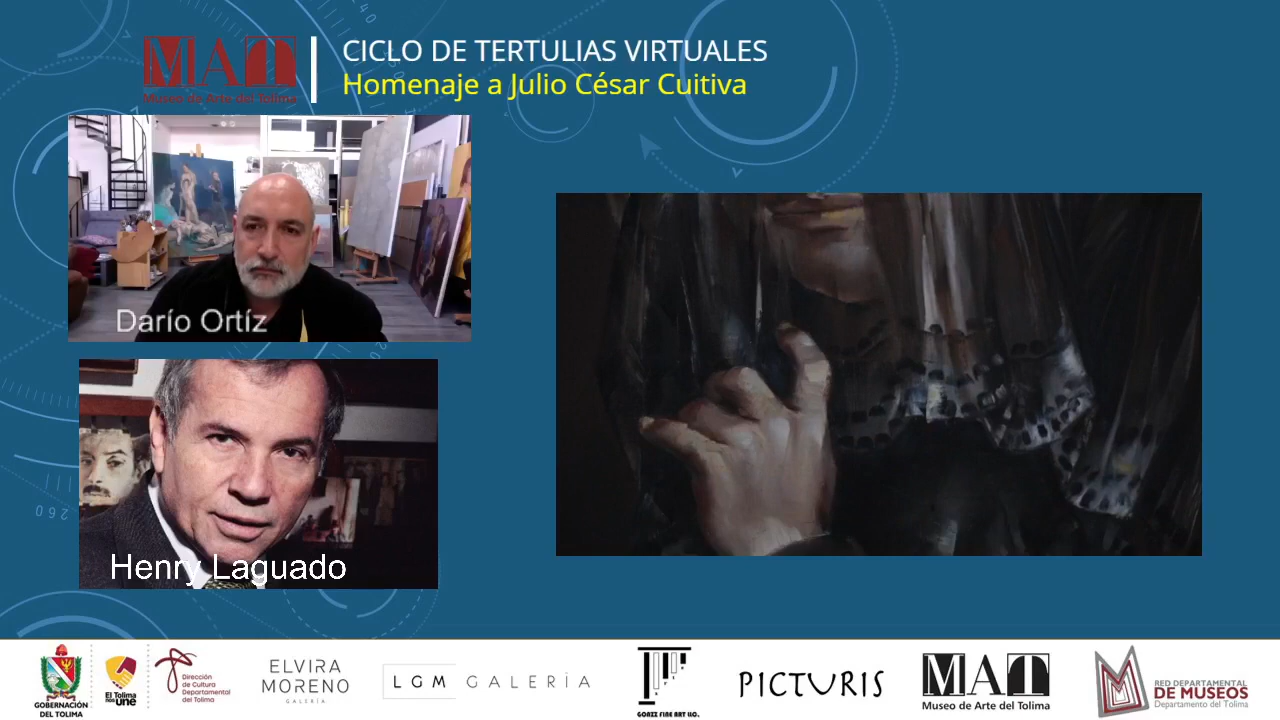 MAT
Museo de Arte del Tolima
CICLO DE TERTULIAS VIRTUALES
Homenaje a Julio César Cuitiva
Darío Ortíz
Henry Laguado
260
GOBERNACIÓN
DEL TOLIMA
El Tolima
nos UNE
Dirección
de Cultura
Departamental
del Tolima
ELVIRA
MORENO
GALERÍA
LGM GALERÍA
GOAZZ FINE ART LLC.
PICTURIS
MAT
Museo de Arte del Tolima
RED DEPARTAMENTAL
DE MUSEOS
Departamento del Tolima